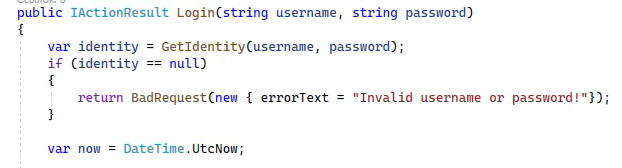 public IActionResult Login(string username, string password)
{
var identity = GetIdentity(username, password);
if (identity == null)
{
return BadRequest(new { errorText = "Invalid username or password!"});
}
var now = DateTime.UtcNow;